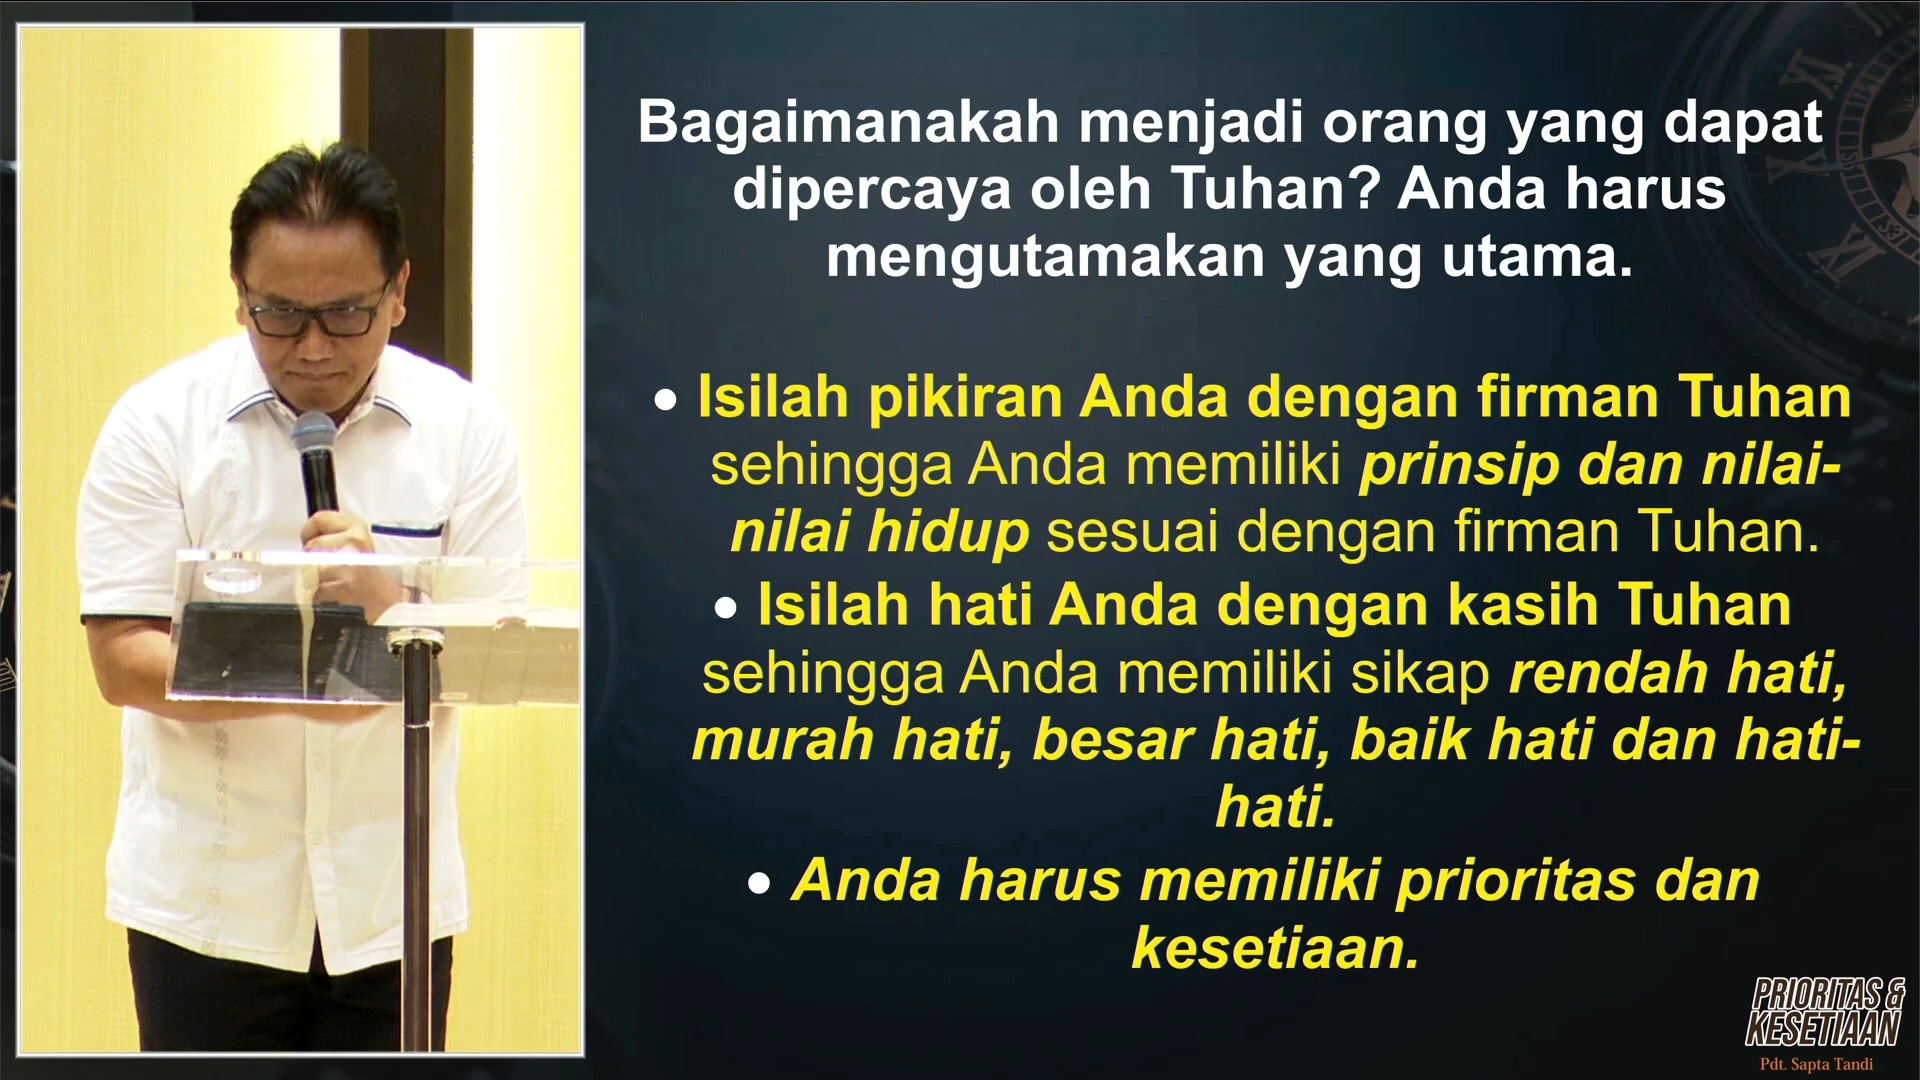 Bagaimanakah menjadi orang yang dapat
dipercaya oleh Tuhan? Anda harus
mengutamakan yang utama.
• Isilah pikiran Anda dengan firman Tuhan
sehingga Anda memiliki prinsip dan nilai-
nilai hidup sesuai dengan firman Tuhan.
• Isilah hati Anda dengan kasih Tuhan
sehingga Anda memiliki sikap rendah hati,
murah hati, besar hati, baik hati dan hati-
hati.
• Anda harus memiliki prioritas dan
kesetiaan.
PRIORITAS &
KESETIAAN
Pdt. Sapta Tandi